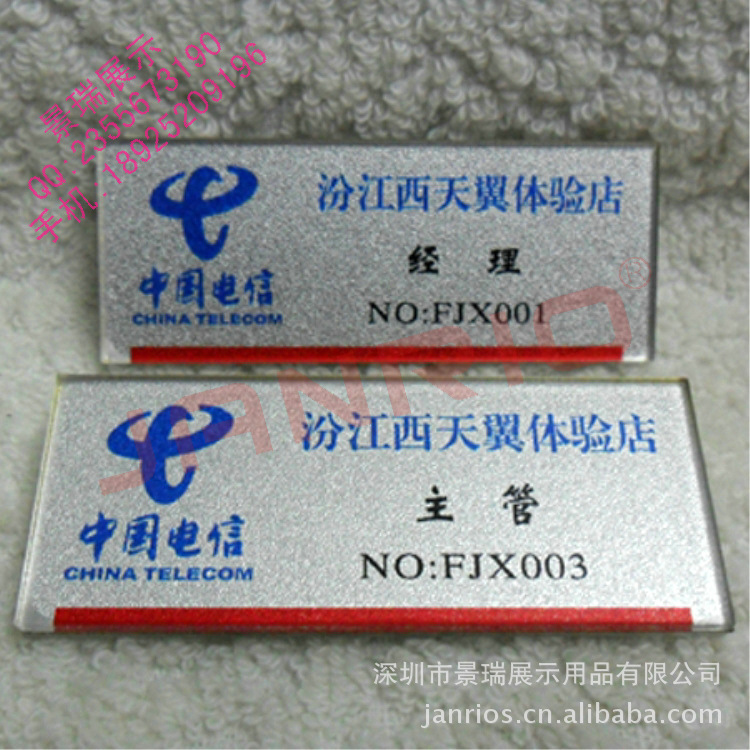 景瑞展示
QQ:2355673190
手机:18925209196
汾江西天翼体验店
经 理
NO:FJX001
中国电信
CHINA TELECOM
JANRIO®
汾江西天翼体验店
主 管
NO:FJX003
中国电信
CHINA TELECOM
深圳市景瑞展示用品有限公司
janrios.cn.alibaba.com